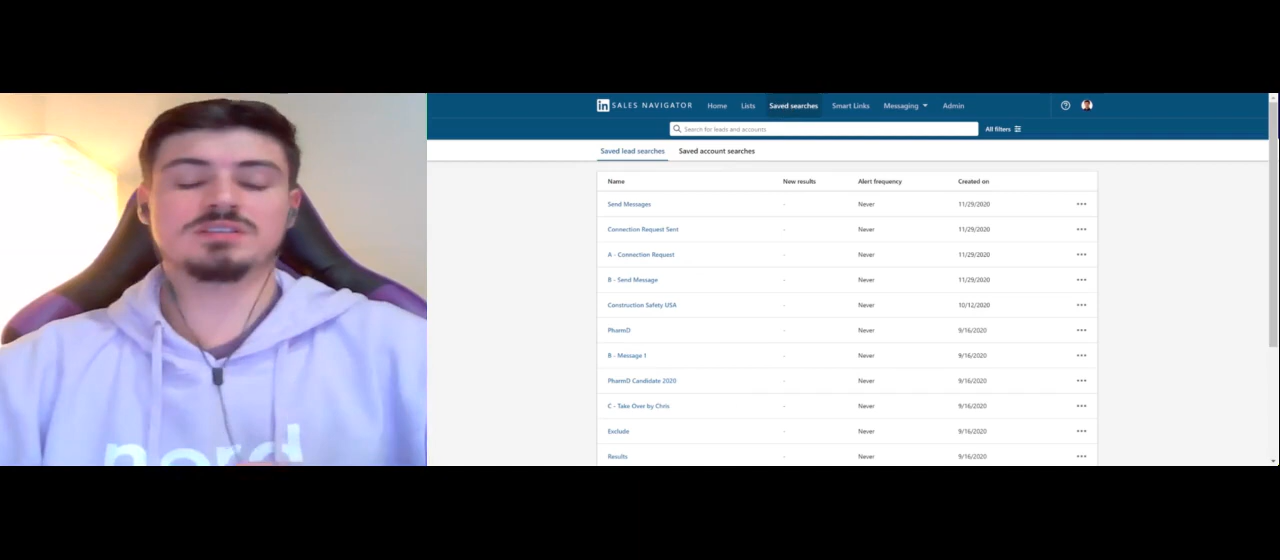 in SALES NAVIGATOR Home Lists Saved searches Smart Links Messaging Admin
Search for leads and accounts All filters
Saved lead searches Saved account searches
Name New results Alert frequency Created on
Send Messages - Never 11/29/2020 •••
Connection Request Sent - Never 11/29/2020 •••
A - Connection Request - Never 11/29/2020 •••
B - Send Message - Never 11/29/2020 •••
Construction Safety USA - Never 10/12/2020 •••
PharmD - Never 9/16/2020 •••
B - Message 1 - Never 9/16/2020 •••
PharmD Candidate 2020 - Never 9/16/2020 •••
C - Take Over by Chris - Never 9/16/2020 •••
Exclude - Never 9/16/2020 •••
Results - Never 9/16/2020 •••
nerd